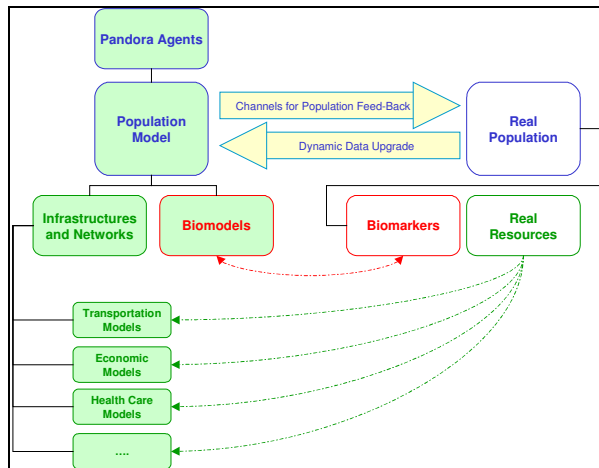 Pandora Agents
Population
Model
Channels for Population Feed-Back
Dynamic Data Upgrade
Real
Population
Infrastructures
and Networks
Biomodels
Biomarkers
Real
Resources
Transportation
Models
Economic
Models
Health Care
Models
....